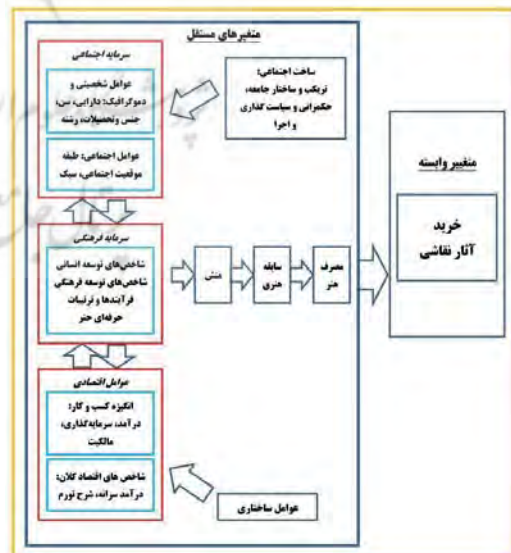 متغیرهای مستقل
سرمایه اجتماعی
عوامل شخصیتی و
دموگرافیک: دارایی، سن،
جنس وتحصیلات، رشته
عوامل اجتماعی: طبقه
موقعیت اجتماعی، سبک
ساخت اجتماعی:
تریکب و ساختار جامعه،
حکمرانی و سیاست گذاری
و اجرا
سرمایه فرهنگی
شاخص‌های توسعه انسانی
شاخص‌های توسعه فرهنگی
فرآیندها و ترتیبات
حرفه‌ای هنر
منش
سابقه
هنری
مصرف
هنر
متغییر وابسته
خرید
آثار نقاشی
عوامل اقتصادی
انگیزه کسب و کار:
درآمد، سرمایه‌گذاری،
مالکیت
شاخص های اقتصاد کلان:
درآمد سرانه، شرح تورم
عوامل ساختاری